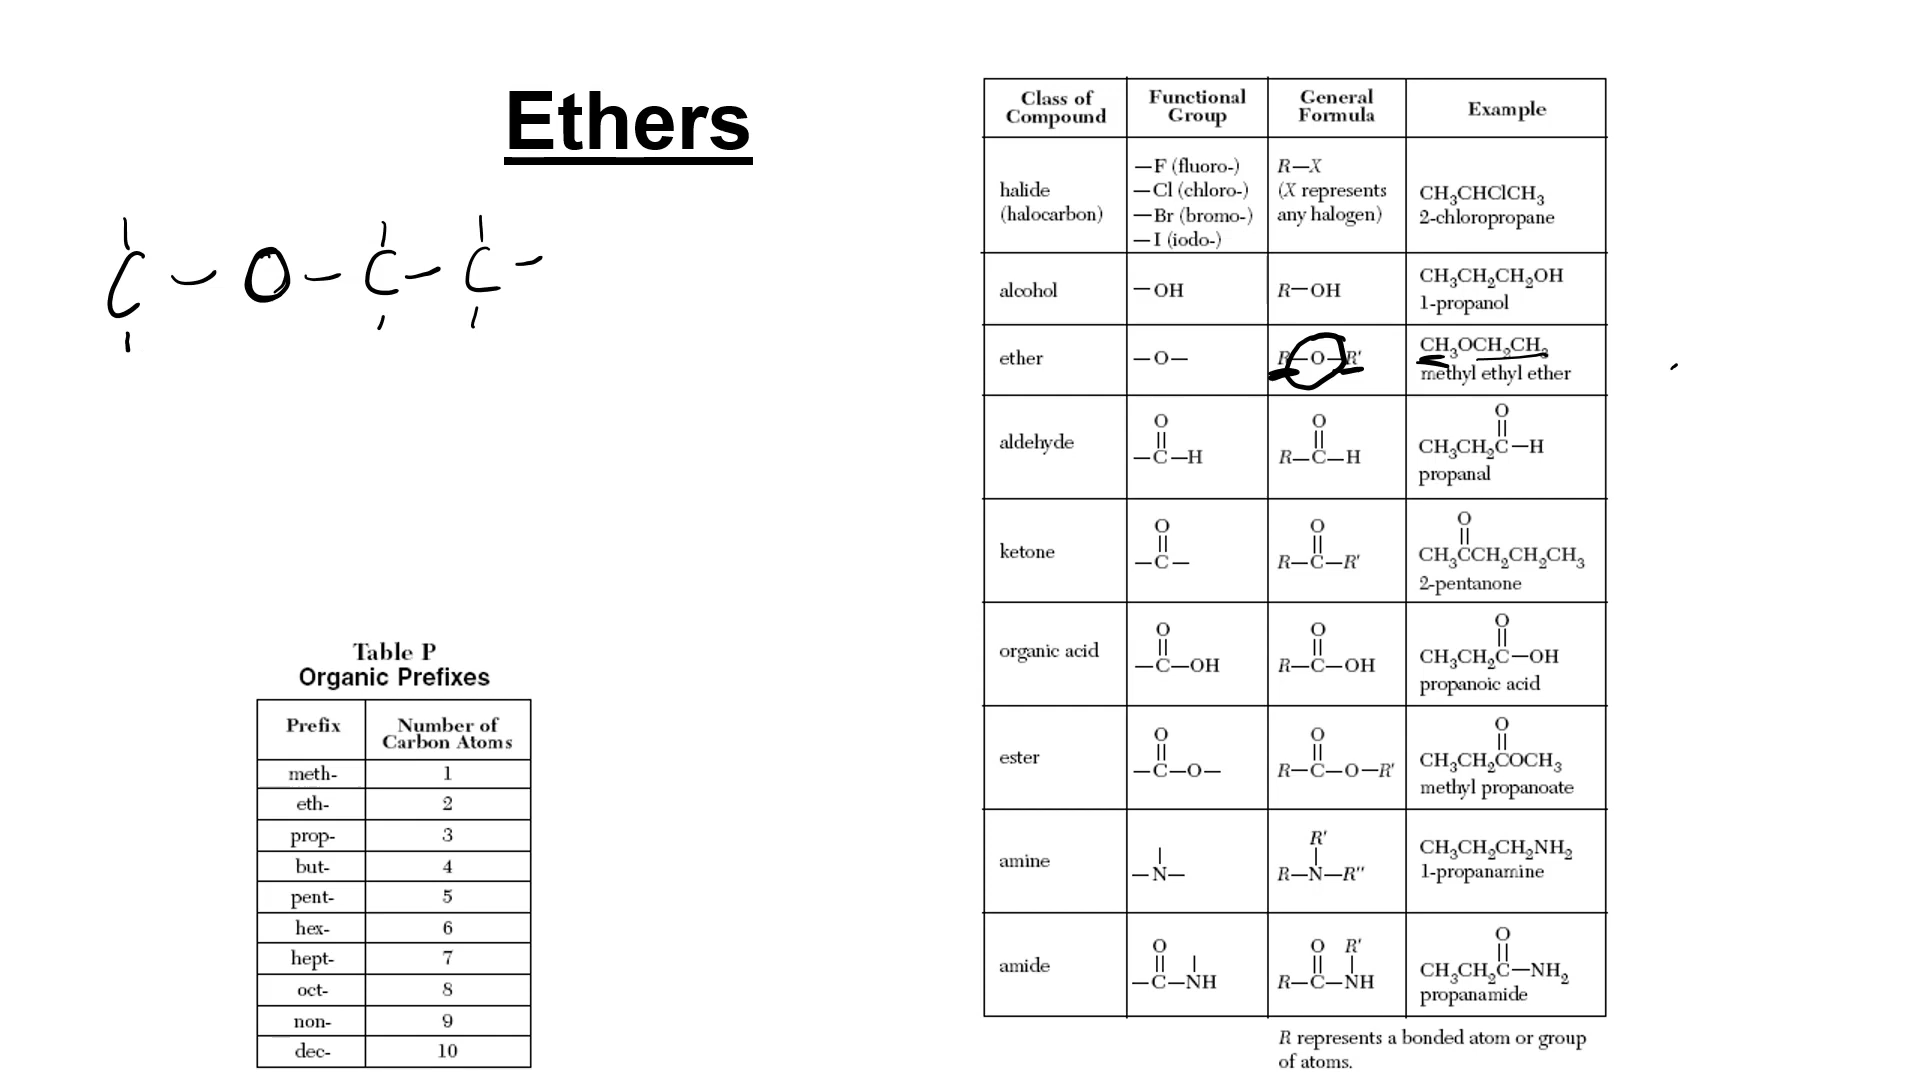 Ethers
C - O - C - C -
Table P
Organic Prefixes
Prefix Number of Carbon Atoms
meth- 1
eth- 2
prop- 3
but- 4
pent- 5
hex- 6
hept- 7
oct- 8
non- 9
dec- 10
Class of Compound Functional Group General Formula Example
halide (halocarbon)
—F (fluoro-)
—Cl (chloro-)
—Br (bromo-)
—I (iodo-)
R—X
(X represents
any halogen)
CH₃CHClCH₃
2-chloropropane
alcohol
—OH
R—OH
CH₃CH₂CH₂OH
1-propanol
ether
—O—
R—O—R'
CH₃OCH₂CH₃
methyl ethyl ether
aldehyde
O
||
—C—H
O
||
R—C—H
O
||
CH₃CH₂C—H
propanal
ketone
O
||
—C—
O
||
R—C—R'
O
||
CH₃CCH₂CH₂CH₃
2-pentanone
organic acid
O
||
—C—OH
O
||
R—C—OH
O
||
CH₃CH₂C—OH
propanoic acid
ester
O
||
—C—O—
O
||
R—C—O—R'
O
||
CH₃CH₂COCH₃
methyl propanoate
amine
|
—N—
R'
|
R—N—R''
CH₃CH₂CH₂NH₂
1-propanamine
amide
O
|| |
—C—NH
O R'
|| |
R—C—NH
O
||
CH₃CH₂C—NH₂
propanamide
R represents a bonded atom or group
of atoms.